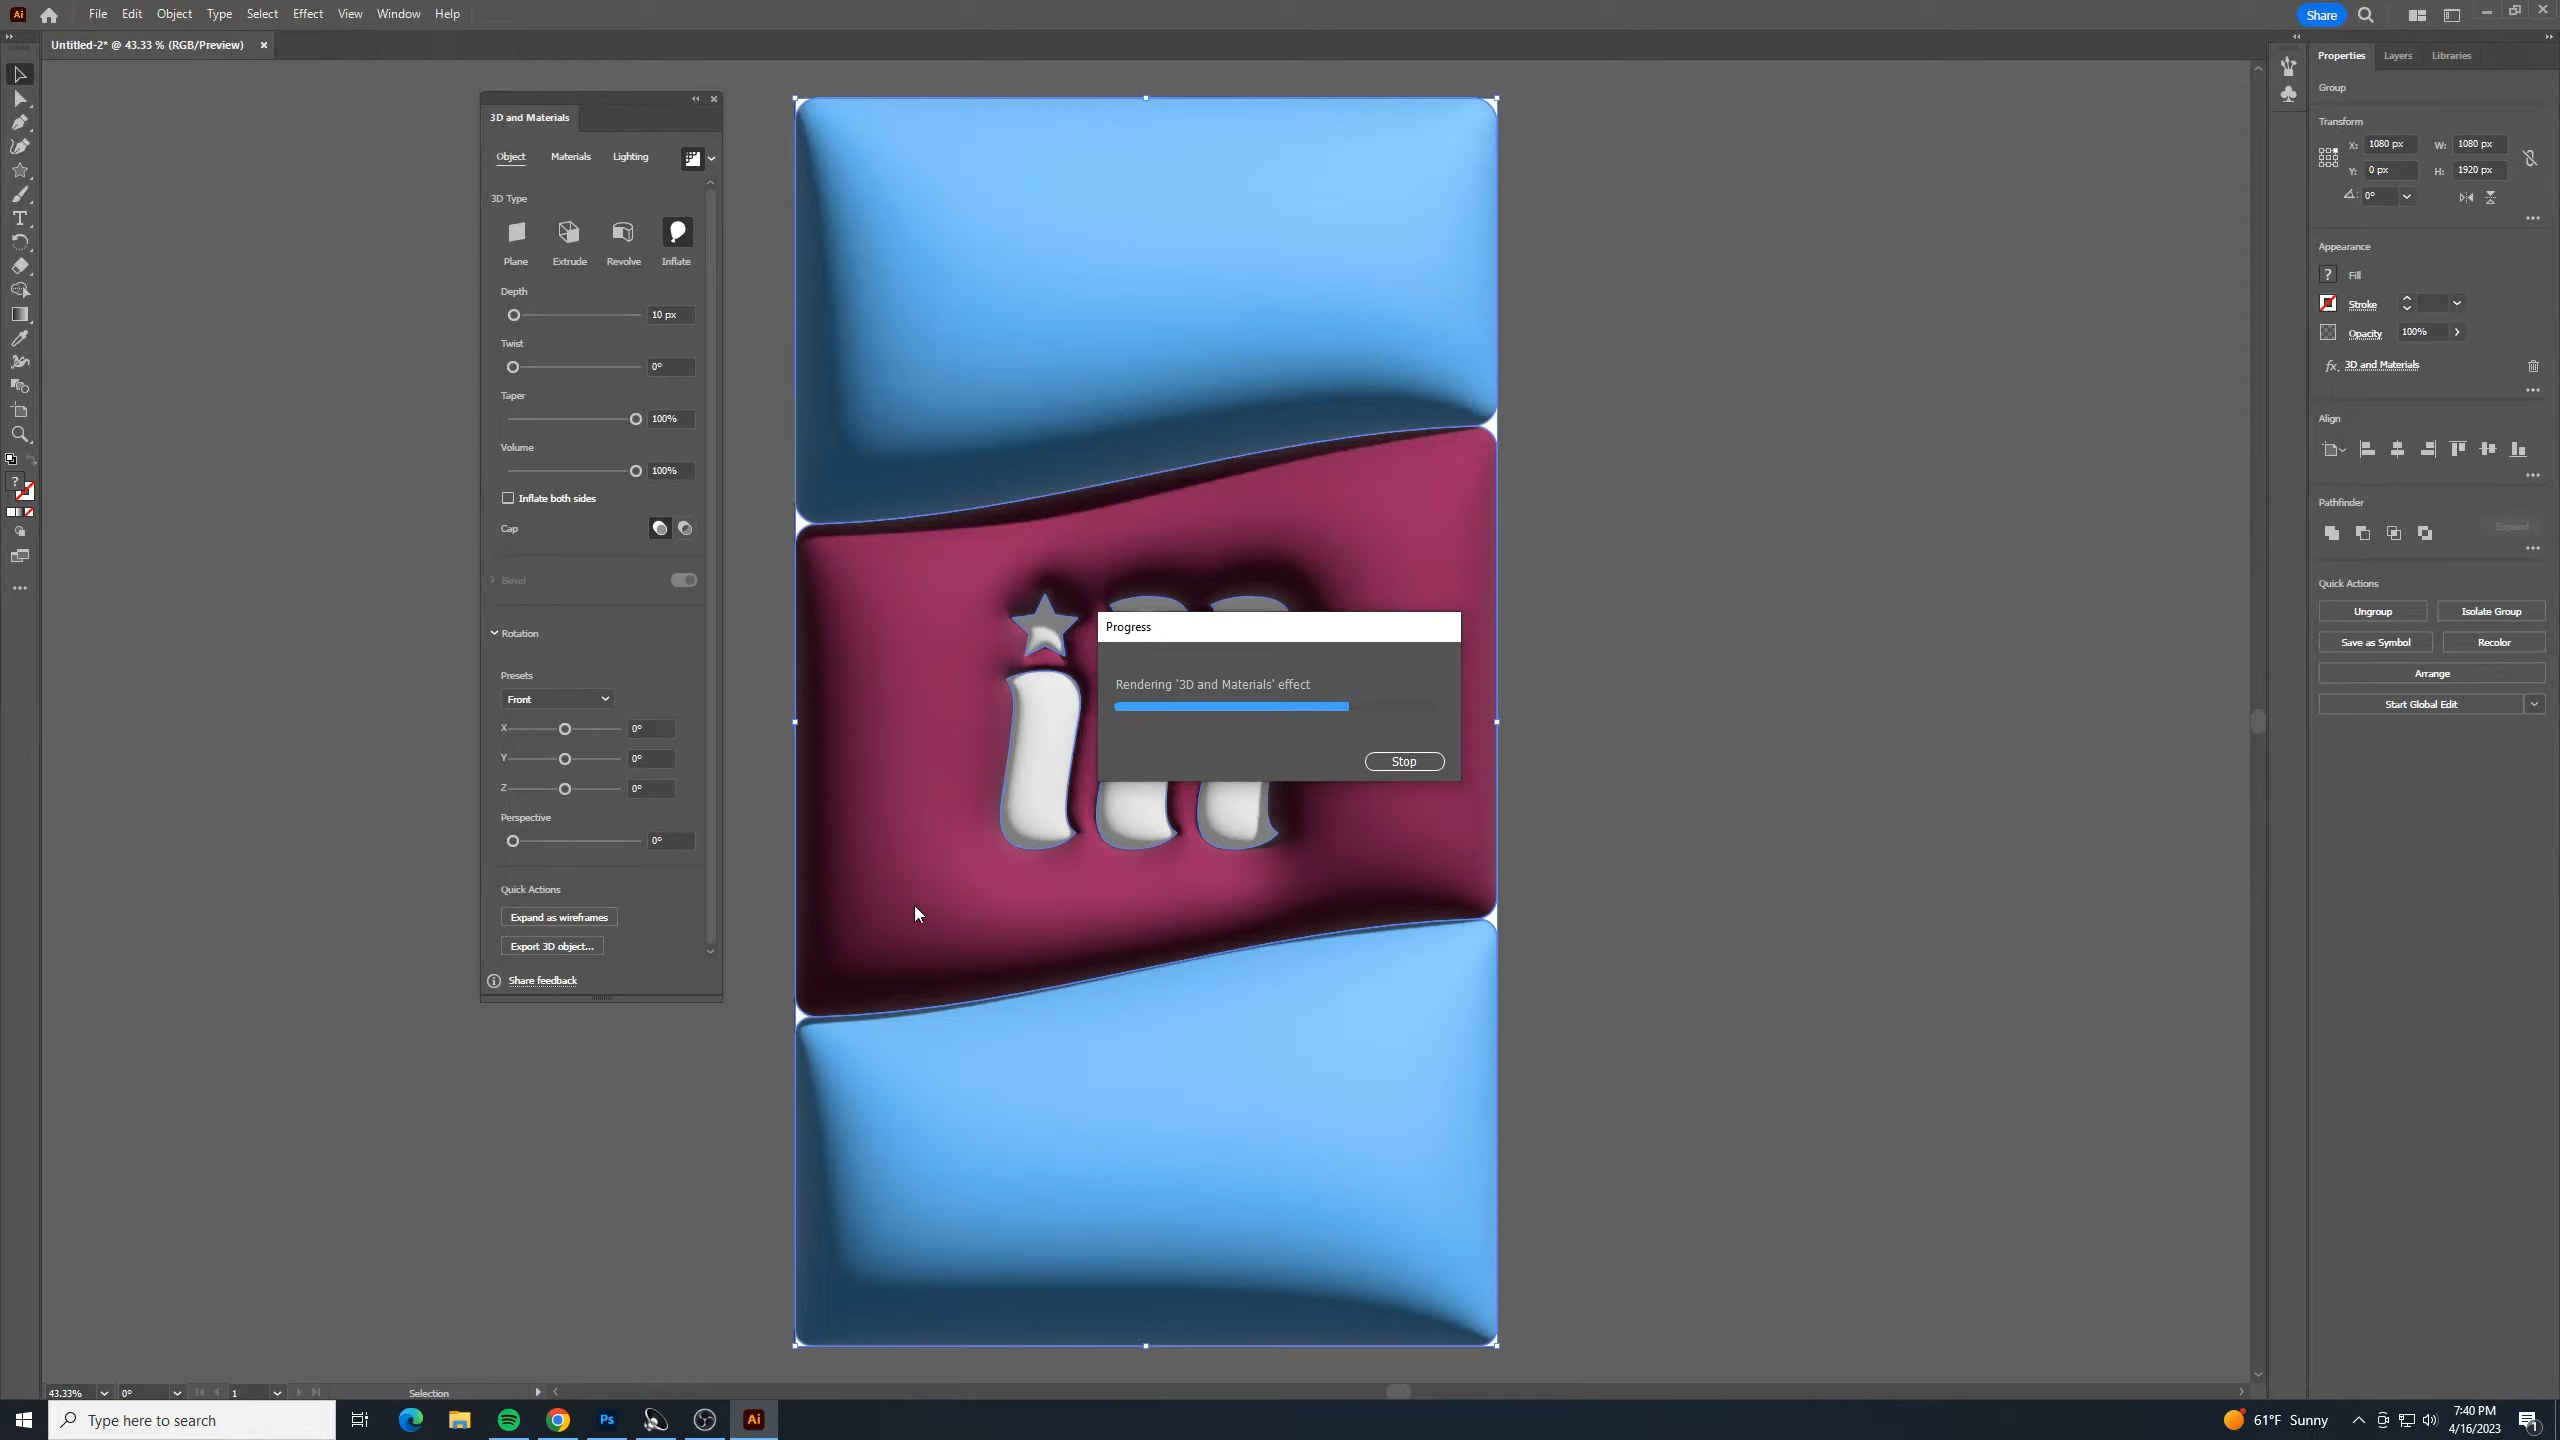 Ai File Edit Object Type Select Effect View Window Help Share
Untitled-2* @ 43.33 % (RGB/Preview)
3D and Materials
Object Materials Lighting
3D Type
Plane Extrude Revolve Inflate
Depth
10 px
Twist
0°
Taper
100%
Volume
100%
Inflate both sides
Cap
Bevel
Rotation
Presets
Front
X 0°
Y 0°
Z 0°
Perspective
0°
Quick Actions
Expand as wireframes
Export 3D object...
Share feedback
Progress
Rendering '3D and Materials' effect
Stop
Properties Layers Libraries
Group
Transform
X: 1080 px W: 1080 px
Y: 0 px H: 1920 px
0°
Appearance
? Fill
Stroke
Opacity 100%
fx 3D and Materials
Align
Pathfinder
Expand
Quick Actions
Ungroup Isolate Group
Save as Symbol Recolor
Arrange
Start Global Edit
43.33% 0° 1 Selection
Type here to search
Ps Ai
61°F Sunny
7:40 PM
4/16/2023
1